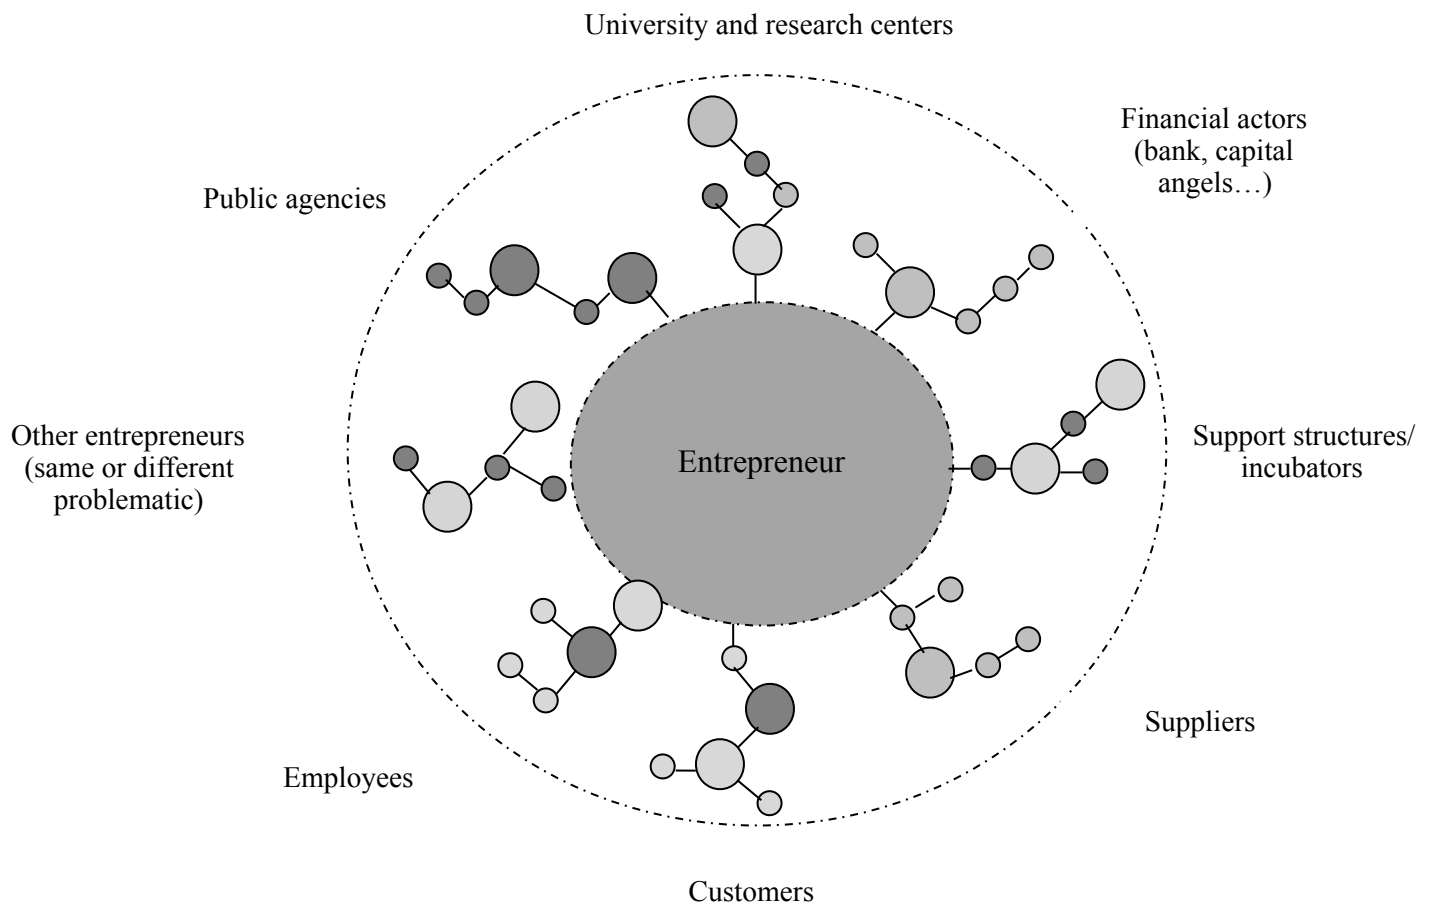 University and research centers
Financial actors
(bank, capital
angels…)
Public agencies
Other entrepreneurs
(same or different
problematic)
Entrepreneur
Support structures/
incubators
Suppliers
Employees
Customers